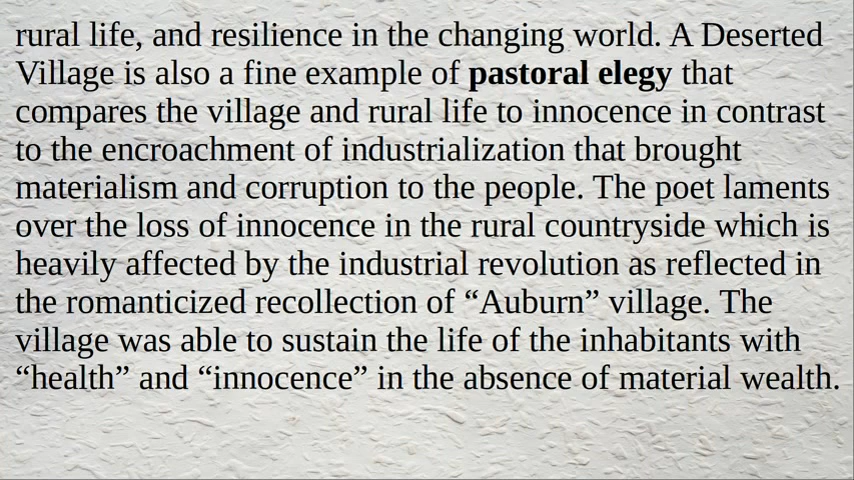 rural life, and resilience in the changing world. A Deserted
Village is also a fine example of pastoral elegy that
compares the village and rural life to innocence in contrast
to the encroachment of industrialization that brought
materialism and corruption to the people. The poet laments
over the loss of innocence in the rural countryside which is
heavily affected by the industrial revolution as reflected in
the romanticized recollection of “Auburn” village. The
village was able to sustain the life of the inhabitants with
“health” and “innocence” in the absence of material wealth.